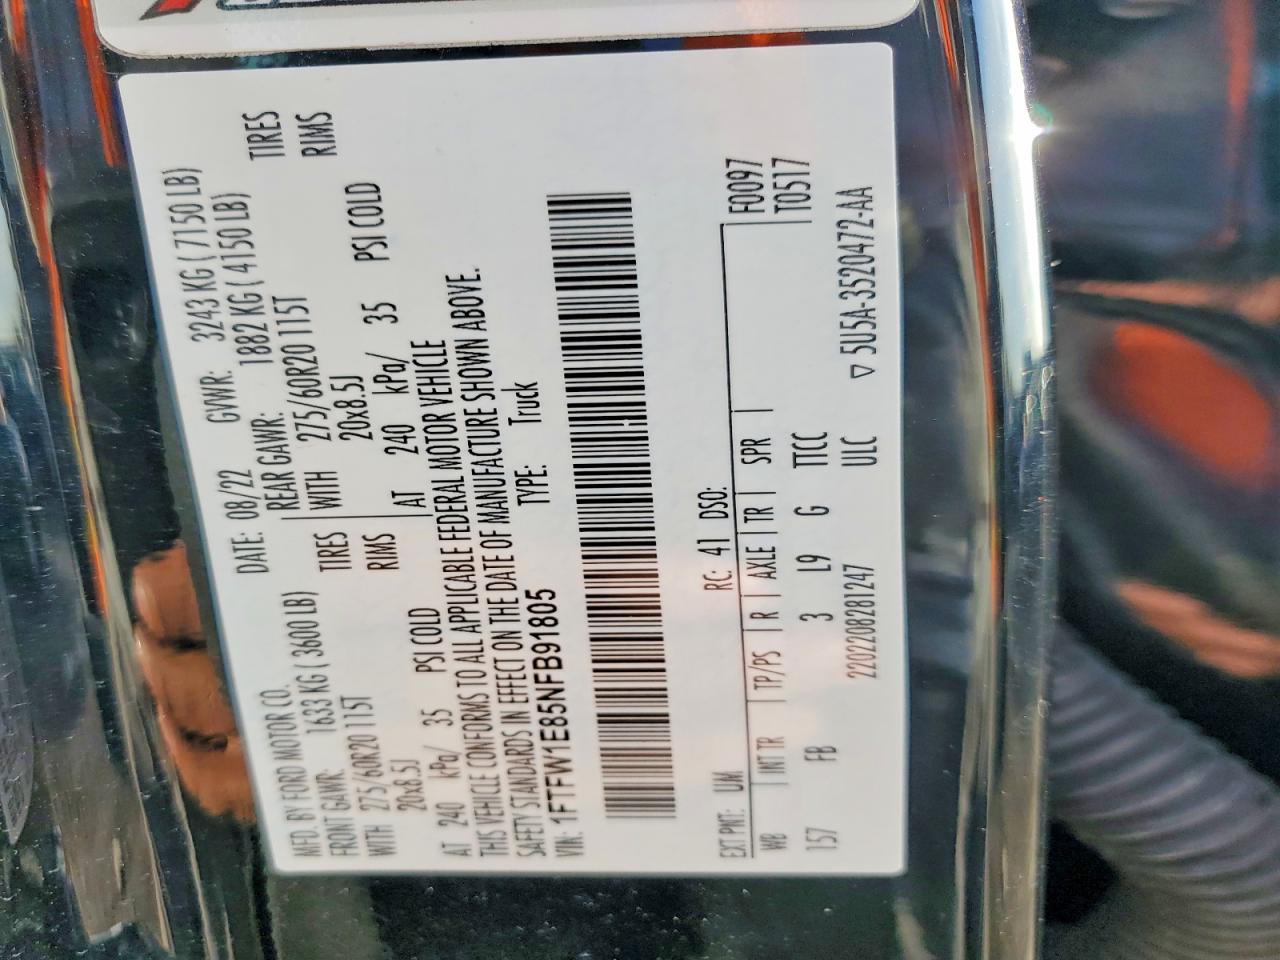 MFD. BY FORD MOTOR CO.
DATE: 08/22 GVWR: 3243 KG ( 7150 LB)
FRONT GAWR: 1633 KG ( 3600 LB) REAR GAWR: 1882 KG ( 4150 LB)
WITH 275/60R20 115T TIRES WITH 275/60R20 115T TIRES
20x8.5J RIMS 20x8.5J RIMS
AT 240 kPa/ 35 PSI COLD AT 240 kPa/ 35 PSI COLD
THIS VEHICLE CONFORMS TO ALL APPLICABLE FEDERAL MOTOR VEHICLE
SAFETY STANDARDS IN EFFECT ON THE DATE OF MANUFACTURE SHOWN ABOVE.
VIN: 1FTFW1E85NFB91805 TYPE: Truck
EXT PNT: UM RC: 41 DSO: F0097
WB INT TR TP/PS R AXLE TR SPR T0517
157 FB 3 L9 G TTCC
ULC
2202208281247 ▽ 5U5A-3520472-AA